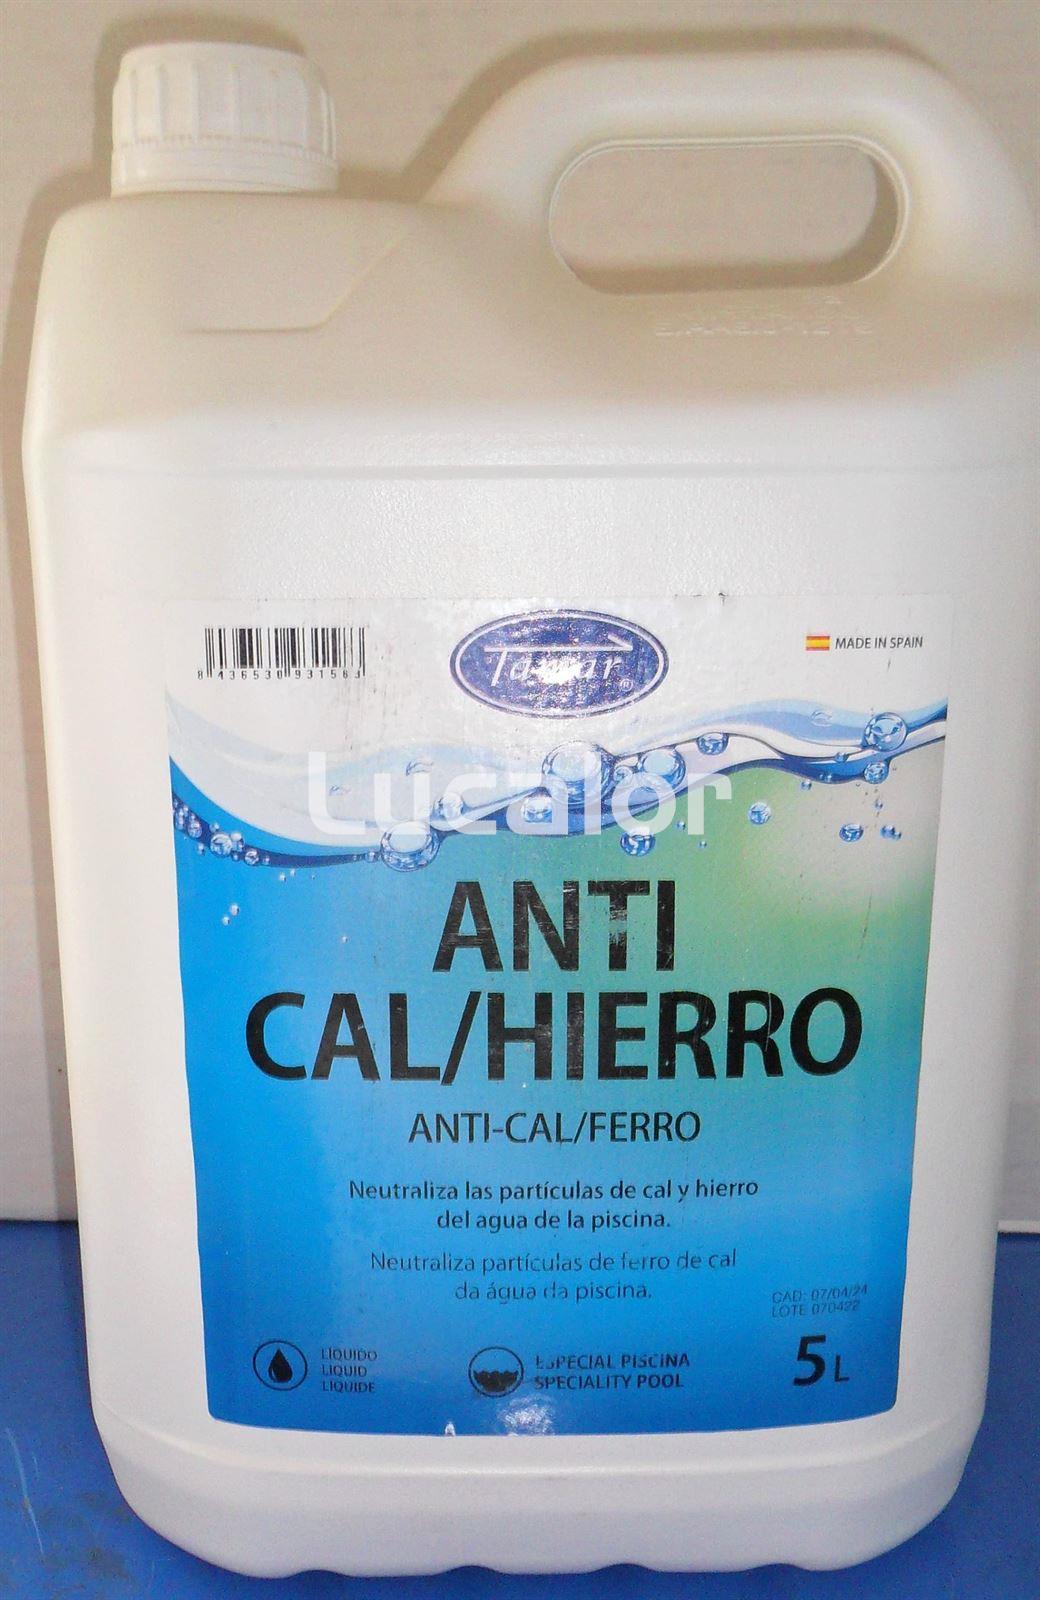 8 436530 931563
Tamar
MADE IN SPAIN
Lucalor
ANTI
CAL/HIERRO
ANTI-CAL/FERRO
Neutraliza las partículas de cal y hierro
del agua de la piscina.
Neutraliza partículas de ferro de cal
da água da piscina.
CAD: 07/04/24
LOTE 070422
LÍQUIDO
LIQUID
LIQUIDE
ESPECIAL PISCINA
SPECIALITY POOL
5 L